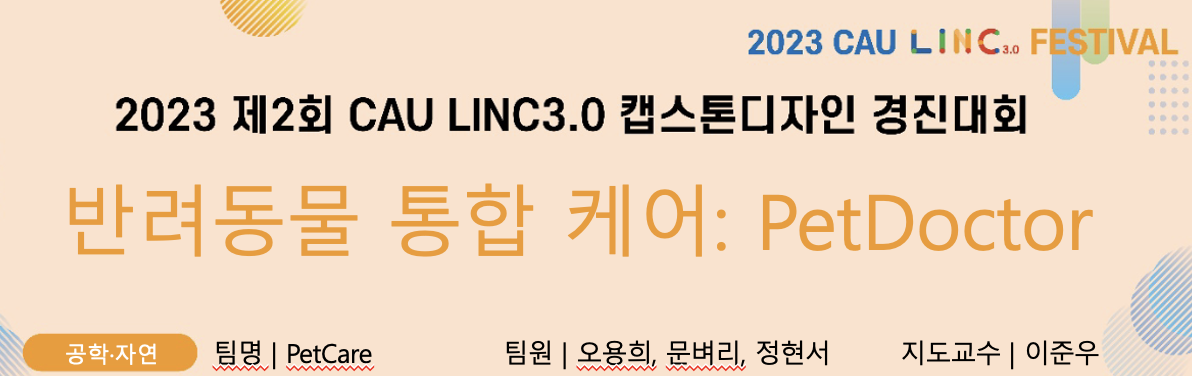 2023 CAU LINC 3.0 FESTIVAL
2023 제2회 CAU LINC3.0 캡스톤디자인 경진대회
반려동물 통합 케어: PetDoctor
공학·자연 팀명 | PetCare 팀원 | 오용희, 문벼리, 정현서 지도교수 | 이준우